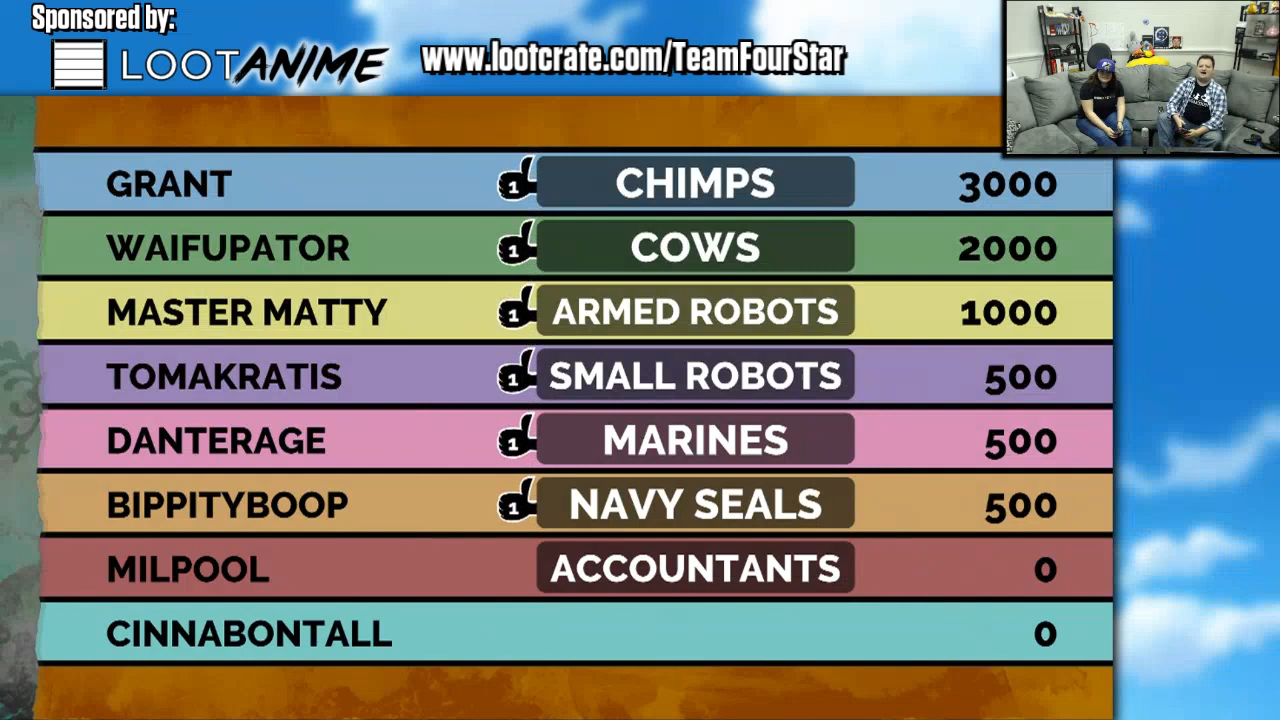 Sponsored by:
LOOTANIME
www.lootcrate.com/TeamFourStar
GRANT 1 CHIMPS 3000
WAIFUPATOR 1 COWS 2000
MASTER MATTY 1 ARMED ROBOTS 1000
TOMAKRATIS 1 SMALL ROBOTS 500
DANTERAGE 1 MARINES 500
BIPPITYBOOP 1 NAVY SEALS 500
MILPOOL ACCOUNTANTS 0
CINNABONTALL 0